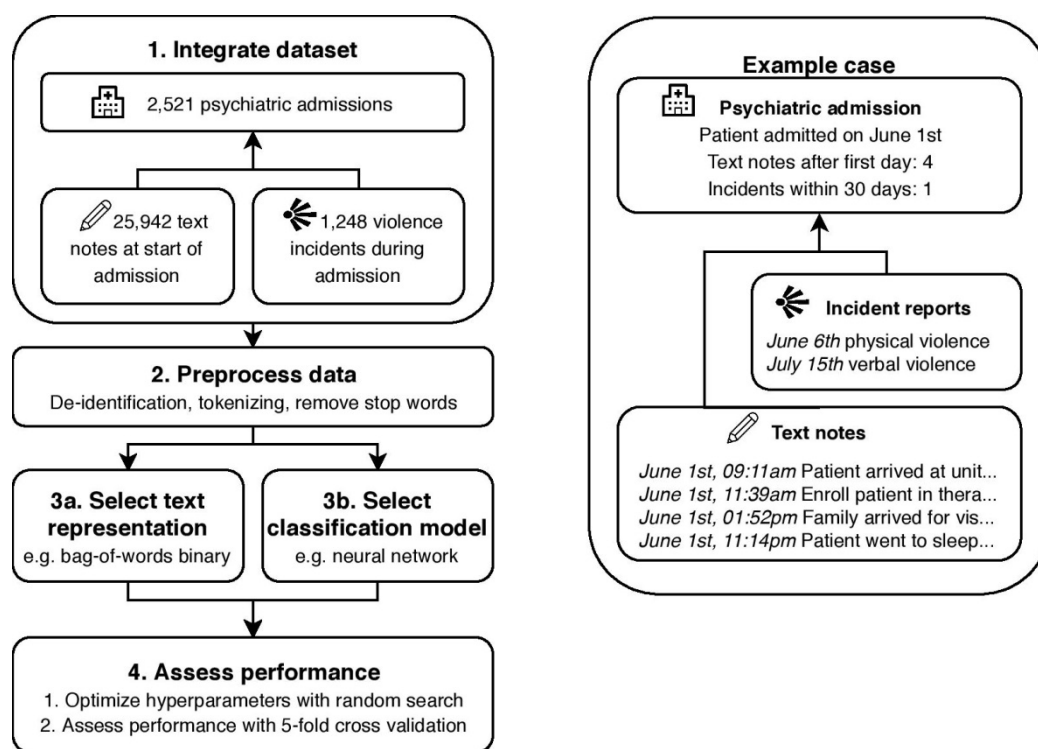 1. Integrate dataset
2,521 psychiatric admissions
25,942 text
notes at start of
admission
1,248 violence
incidents during
admission
2. Preprocess data
De-identification, tokenizing, remove stop words
3a. Select text
representation
e.g. bag-of-words binary
3b. Select
classification model
e.g. neural network
4. Assess performance
1. Optimize hyperparameters with random search
2. Assess performance with 5-fold cross validation
Example case
Psychiatric admission
Patient admitted on June 1st
Text notes after first day: 4
Incidents within 30 days: 1
Incident reports
June 6th physical violence
July 15th verbal violence
Text notes
June 1st, 09:11am Patient arrived at unit...
June 1st, 11:39am Enroll patient in thera...
June 1st, 01:52pm Family arrived for vis...
June 1st, 11:14pm Patient went to sleep...